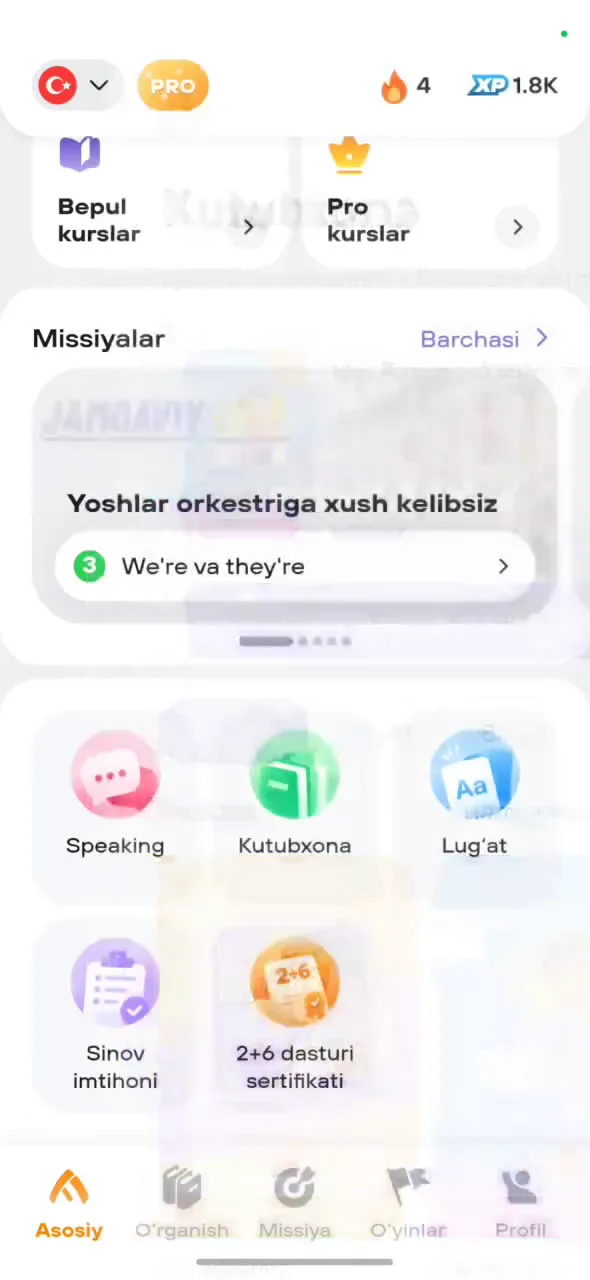 PRO
4
XP 1.8K
Kutubxona
Bepul
kurslar
Pro
kurslar
Missiyalar
Barchasi
Yoshlar orkestriga xush kelibsiz
3 We're va they're
Speaking
Kutubxona
Aa
Lug'at
Sinov
imtihoni
2+6
2+6 dasturi
sertifikati
Asosiy
O'rganish
Missiya
O'yinlar
Profil